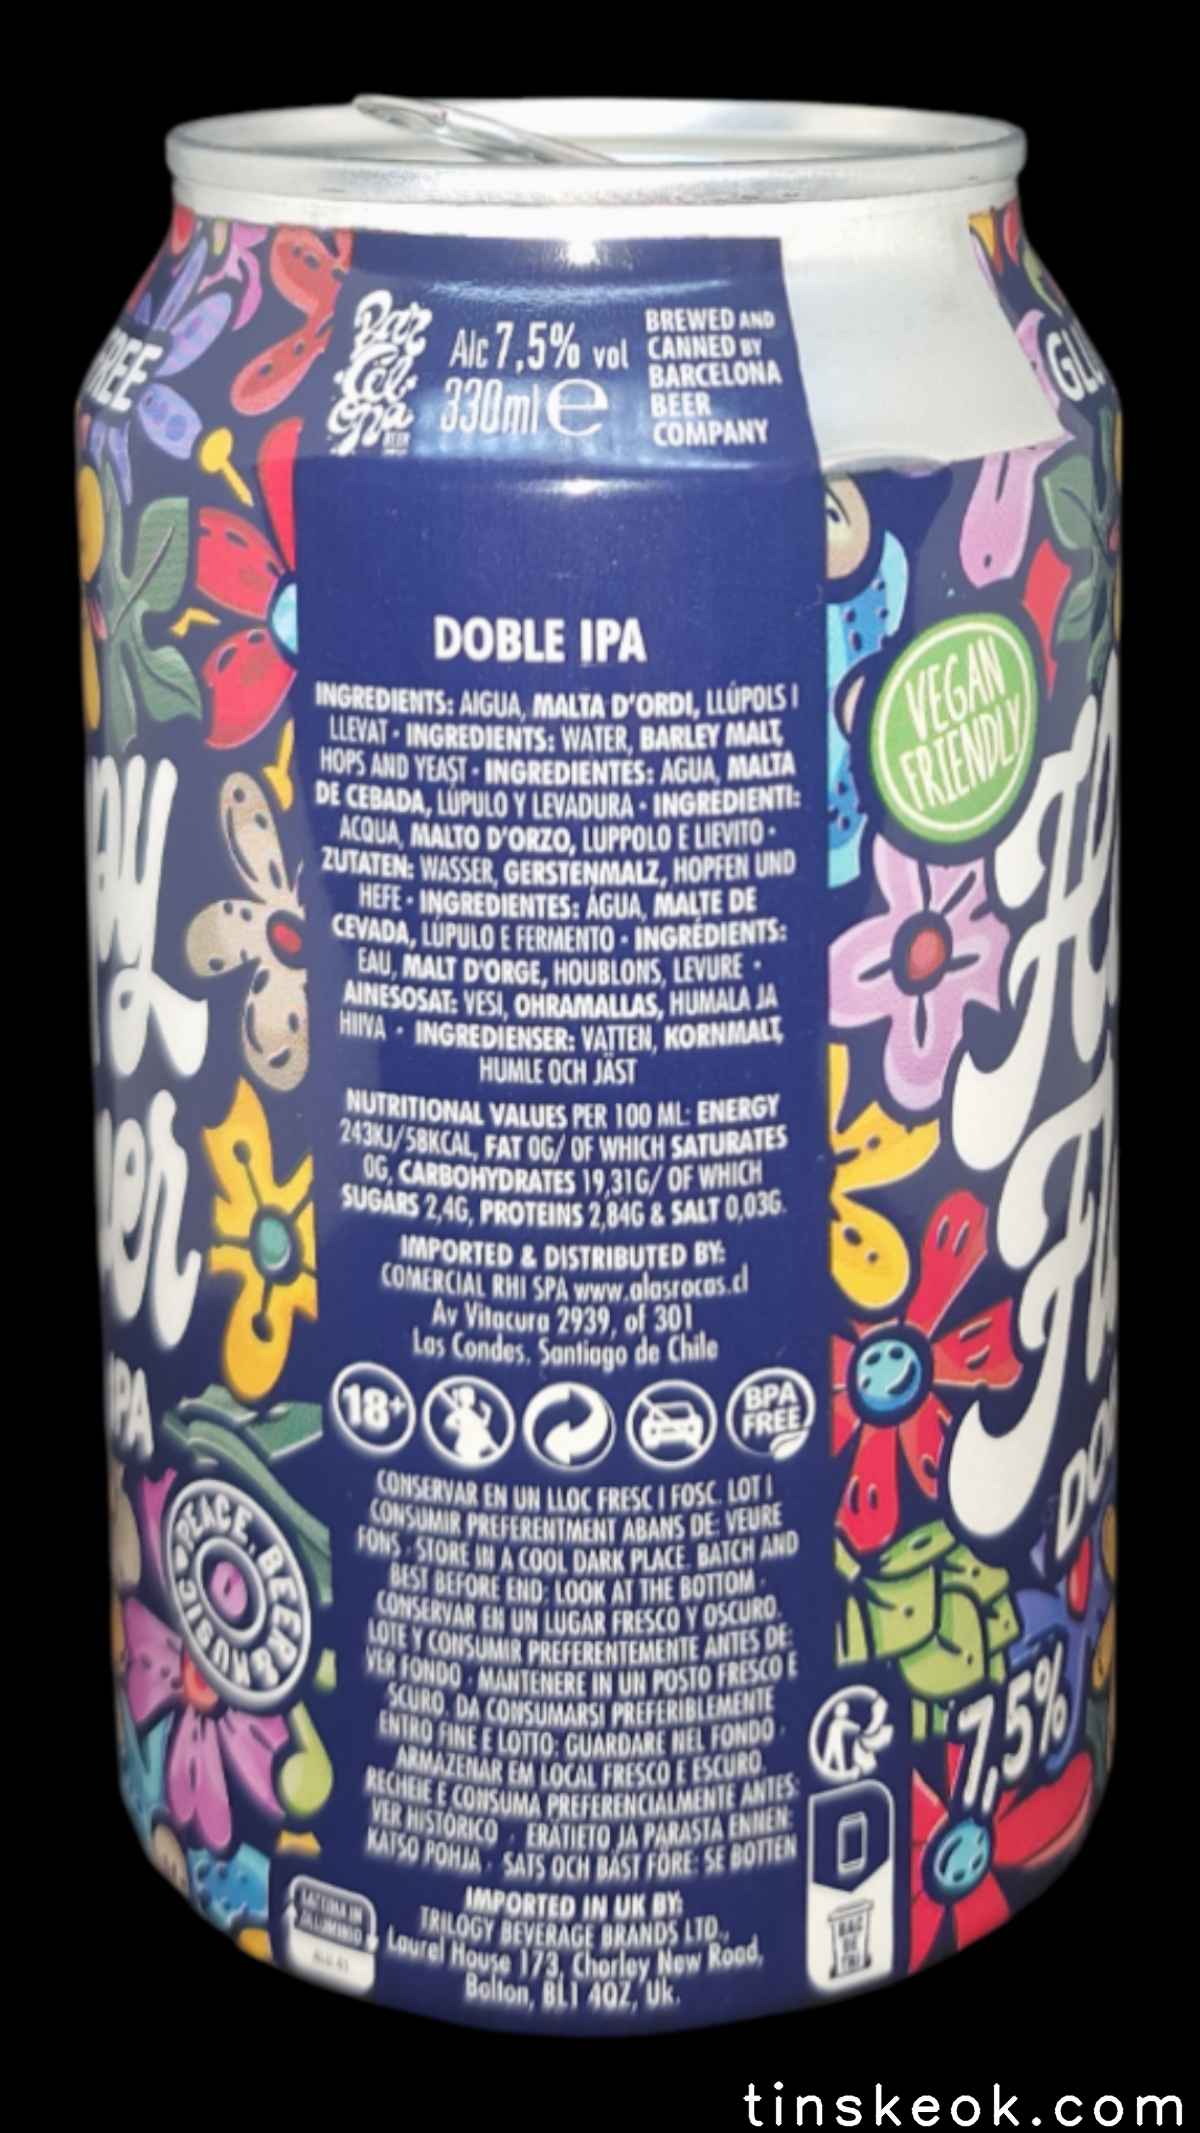 FREE
Barcelona
BEER
Alc 7,5% vol
330ml e
BREWED AND
CANNED BY
BARCELONA
BEER
COMPANY
DOBLE IPA
INGREDIENTS: AIGUA, MALTA D'ORDI, LLÚPOLS I
LLEVAT · INGREDIENTS: WATER, BARLEY MALT,
HOPS AND YEAST · INGREDIENTES: AGUA, MALTA
DE CEBADA, LÚPULO Y LEVADURA · INGREDIENTI:
ACQUA, MALTO D'ORZO, LUPPOLO E LIEVITO ·
ZUTATEN: WASSER, GERSTENMALZ, HOPFEN UND
HEFE · INGREDIENTES: ÁGUA, MALTE DE
CEVADA, LÚPULO E FERMENTO · INGRÉDIENTS:
EAU, MALT D'ORGE, HOUBLONS, LEVURE ·
AINESOSAT: VESI, OHRAMALLAS, HUMALA JA
HIIVA · INGREDIENSER: VATTEN, KORNMALT,
HUMLE OCH JÄST
NUTRITIONAL VALUES PER 100 ML: ENERGY
243KJ/58KCAL, FAT 0G/ OF WHICH SATURATES
0G, CARBOHYDRATES 19,31G/ OF WHICH
SUGARS 2,4G, PROTEINS 2,84G & SALT 0,03G.
IMPORTED & DISTRIBUTED BY:
COMERCIAL RHI SPA www.alasrocas.cl
Av Vitacura 2939, of 301
Las Condes, Santiago de Chile
18+
BPA
FREE
CONSERVAR EN UN LLOC FRESC I FOSC. LOT I
CONSUMIR PREFERENTMENT ABANS DE: VEURE
FONS · STORE IN A COOL DARK PLACE. BATCH AND
BEST BEFORE END: LOOK AT THE BOTTOM ·
CONSERVAR EN UN LUGAR FRESCO Y OSCURO.
LOTE Y CONSUMIR PREFERENTEMENTE ANTES DE:
VER FONDO · MANTENERE IN UN POSTO FRESCO E
SCURO. DA CONSUMARSI PREFERIBLEMENTE
ENTRO FINE E LOTTO: GUARDARE NEL FONDO ·
ARMAZENAR EM LOCAL FRESCO E ESCURO.
RECHEIE E CONSUMA PREFERENCIALMENTE ANTES:
VER HISTÓRICO · ERÄTIETO JA PARASTA ENNEN:
KATSO POHJA · SATS OCH BÄST FÖRE: SE BOTTEN
IMPORTED IN UK BY:
TRILOGY BEVERAGE BRANDS LTD.,
Laurel House 173, Chorley New Road,
Bolton, BL1 4QZ, Uk.
IPA
PEACE, BEER & MUSIC
VEGAN
FRIENDLY
7,5%
tinskeok.com